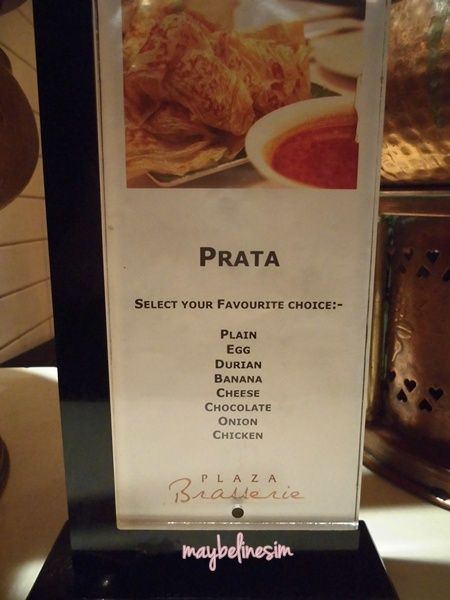 PRATA
SELECT YOUR FAVOURITE CHOICE:-
PLAIN
EGG
DURIAN
BANANA
CHEESE
CHOCOLATE
ONION
CHICKEN
PLAZA
Brasserie
maybelinesim